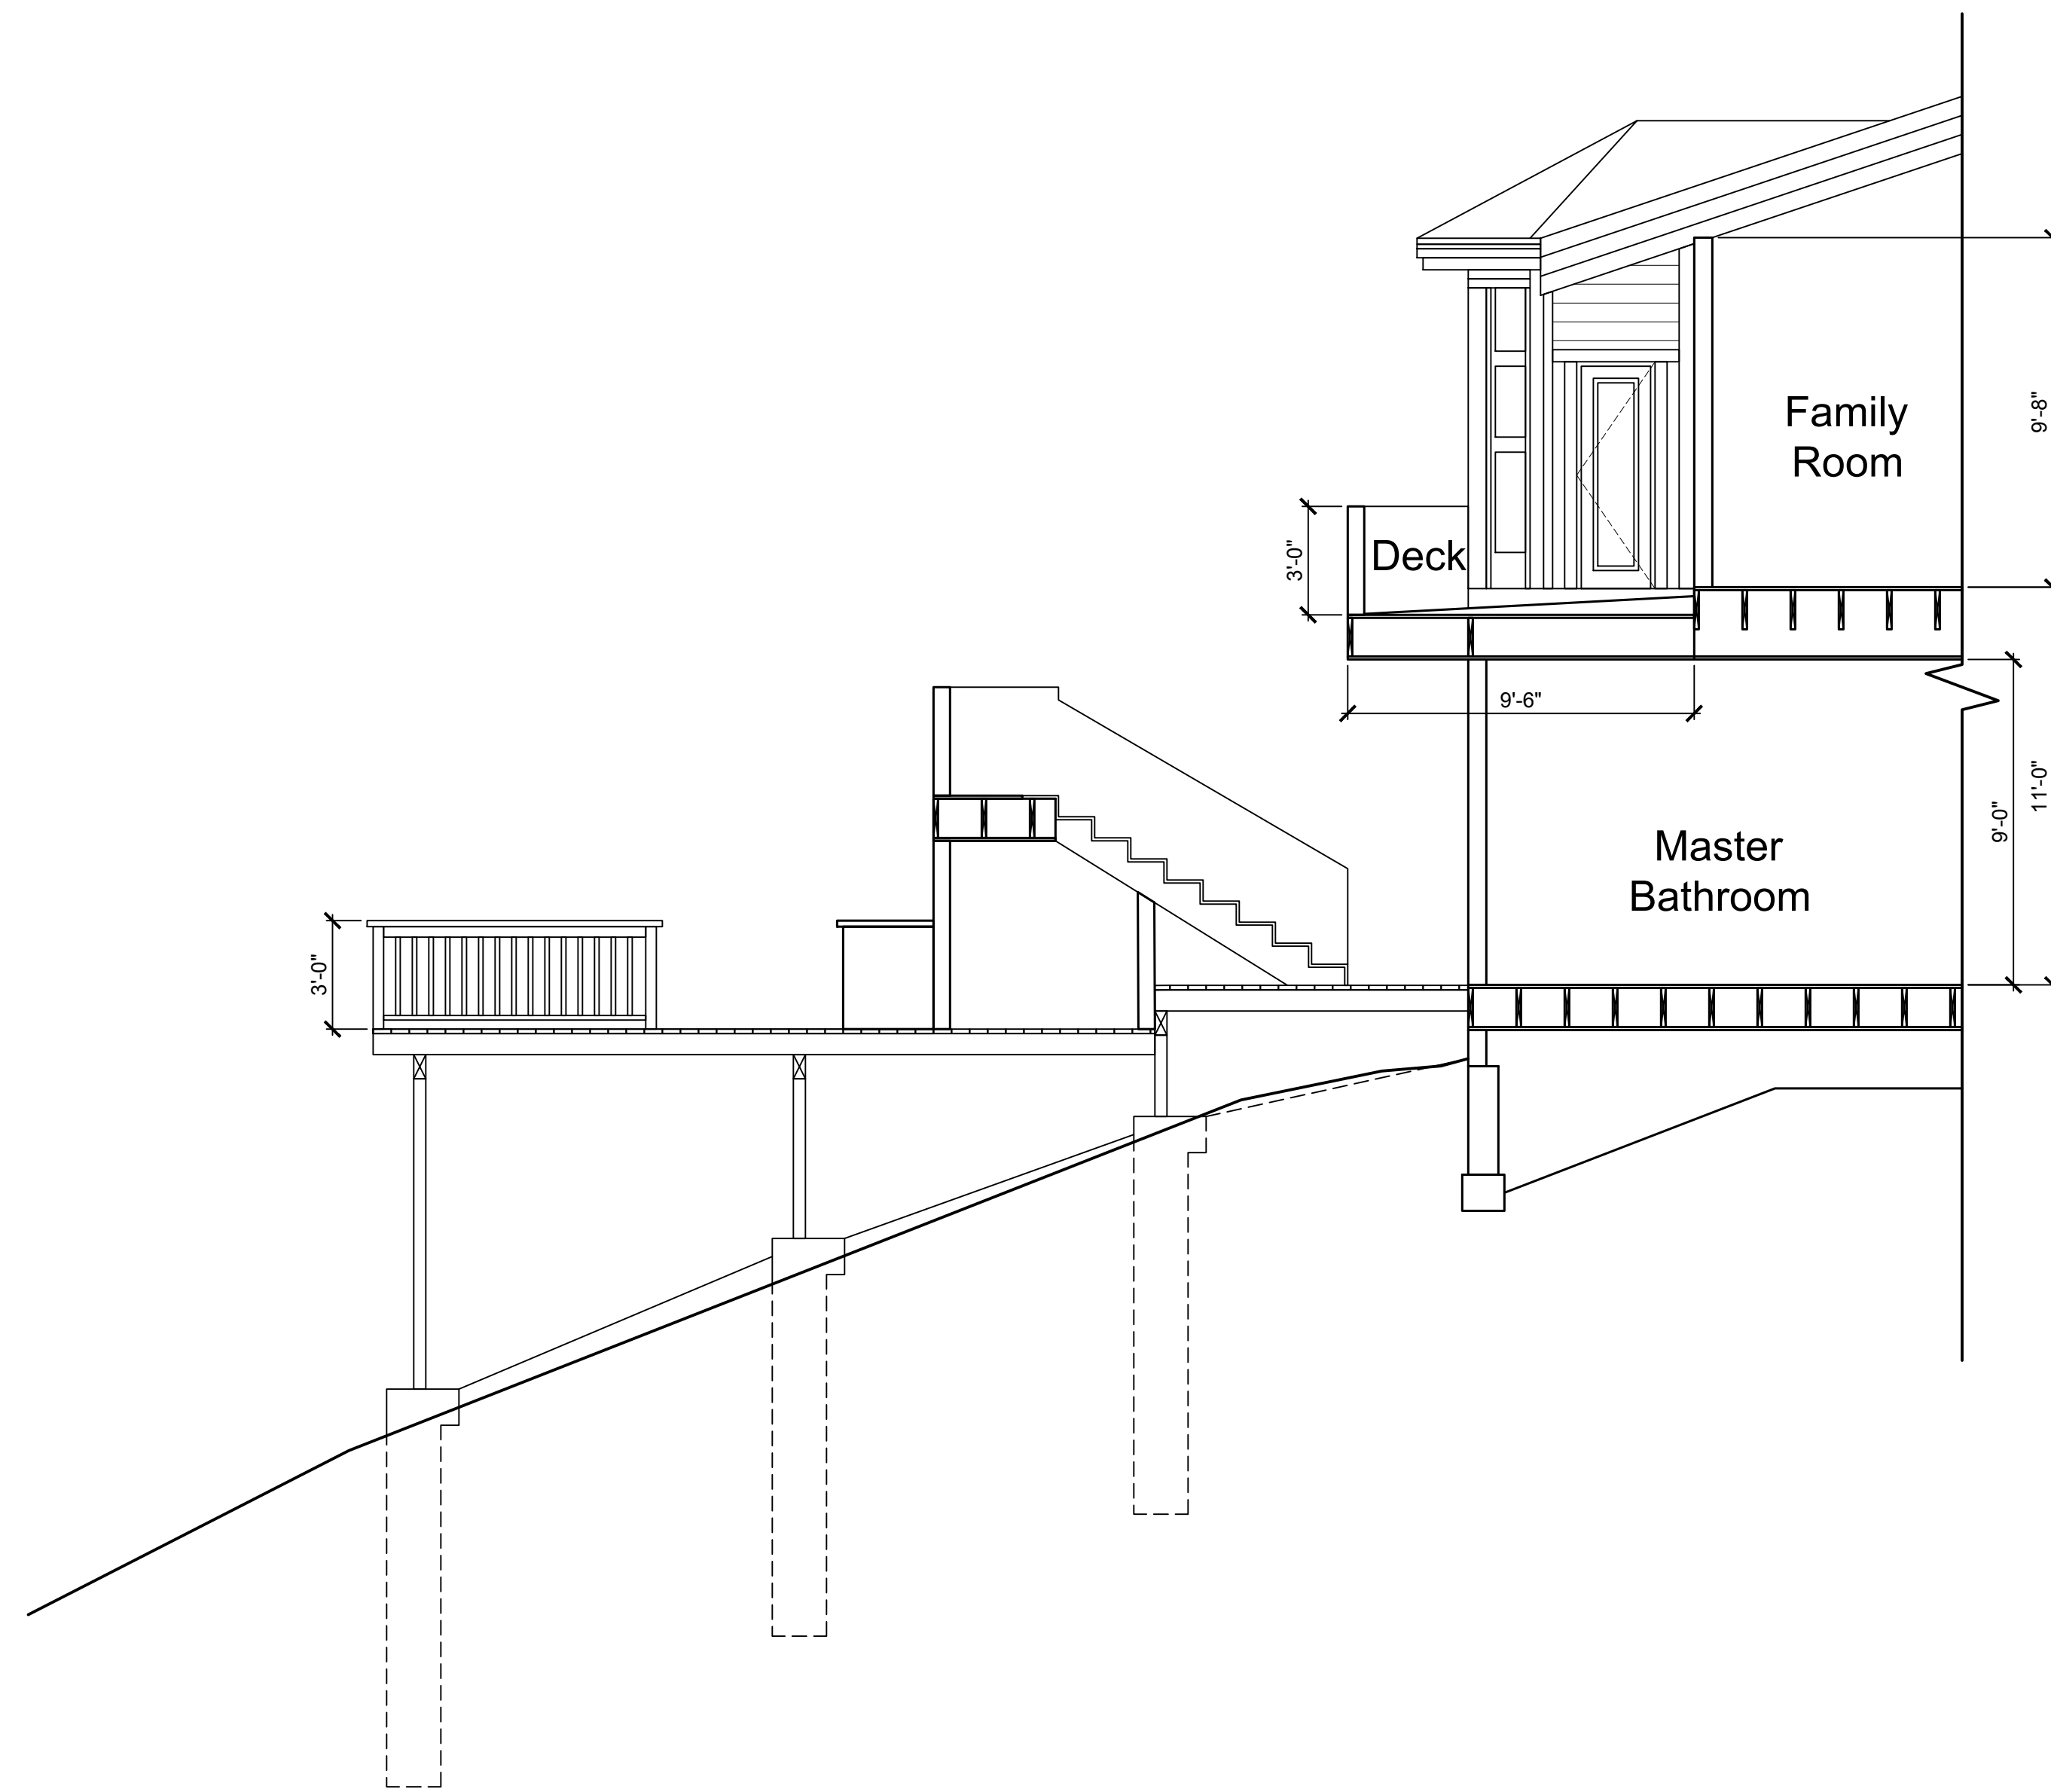 Family
Room
9'-8"
Deck
3'-0"
9'-6"
11'-0"
9'-0"
Master
Bathroom
3'-0"